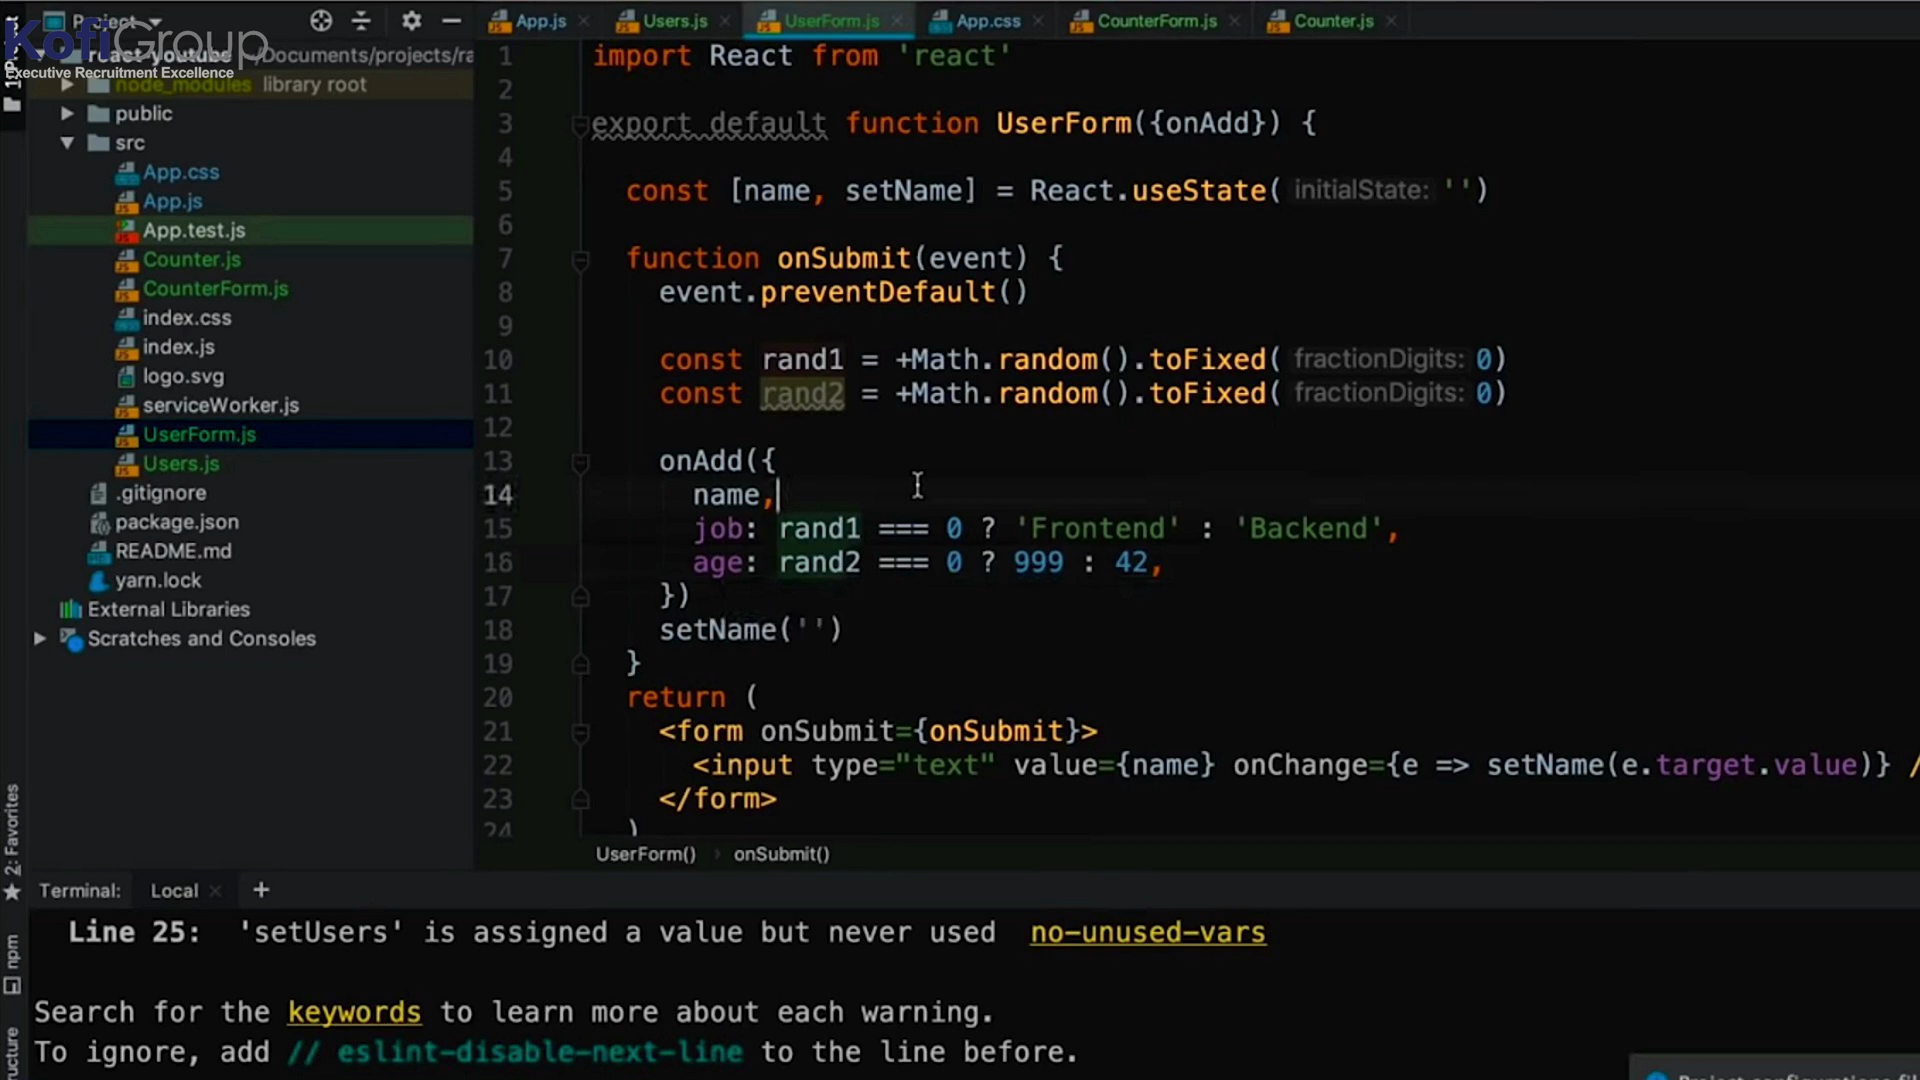 Project
App.js
Users.js
UserForm.js
App.css
CounterForm.js
Counter.js
KofiGroup
Executive Recruitment Excellence
react-youtube ~/Documents/projects/ra
node_modules library root
public
src
App.css
App.js
App.test.js
Counter.js
CounterForm.js
index.css
index.js
logo.svg
serviceWorker.js
UserForm.js
Users.js
.gitignore
package.json
README.md
yarn.lock
External Libraries
Scratches and Consoles
1 import React from 'react'
2
3 export default function UserForm({onAdd}) {
4
5 const [name, setName] = React.useState( initialState: '')
6
7 function onSubmit(event) {
8 event.preventDefault()
9
10 const rand1 = +Math.random().toFixed( fractionDigits: 0)
11 const rand2 = +Math.random().toFixed( fractionDigits: 0)
12
13 onAdd({
14 name,
15 job: rand1 === 0 ? 'Frontend' : 'Backend',
16 age: rand2 === 0 ? 999 : 42,
17 })
18 setName('')
19 }
20 return (
21 <form onSubmit={onSubmit}>
22 <input type="text" value={name} onChange={e => setName(e.target.value)} /
23 </form>
24 )
UserForm() › onSubmit()
2: Favorites
npm
Terminal: Local +
Line 25: 'setUsers' is assigned a value but never used no-unused-vars
Search for the keywords to learn more about each warning.
To ignore, add // eslint-disable-next-line to the line before.